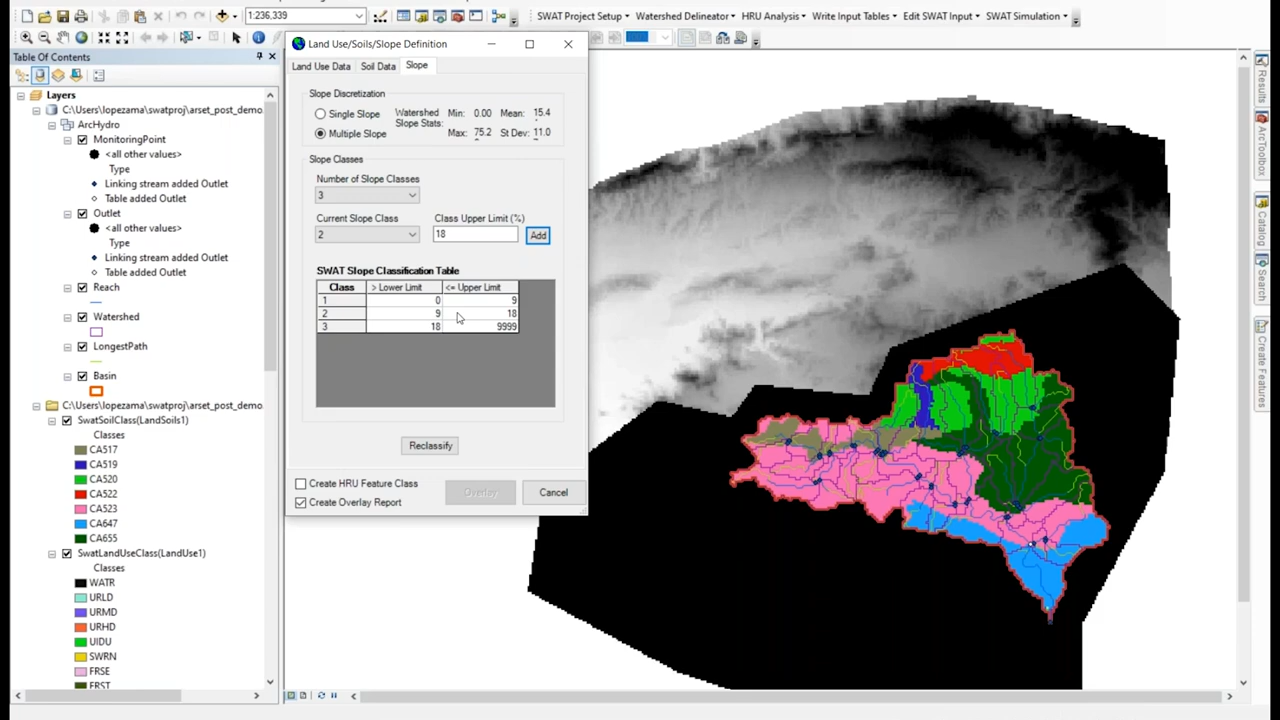 1:236,339
SWAT Project Setup
Watershed Delineator
HRU Analysis
Write Input Tables
Edit SWAT Input
SWAT Simulation
Table Of Contents
Layers
C:\Users\lopezama\swatproj\arset_post_demo
ArcHydro
MonitoringPoint
<all other values>
Type
Linking stream added Outlet
Table added Outlet
Outlet
<all other values>
Type
Linking stream added Outlet
Table added Outlet
Reach
Watershed
LongestPath
Basin
C:\Users\lopezama\swatproj\arset_post_demo
SwatSoilClass(LandSoils1)
Classes
CA517
CA519
CA520
CA522
CA523
CA647
CA655
SwatLandUseClass(LandUse1)
Classes
WATR
URLD
URMD
URHD
UIDU
SWRN
FRSE
FRST
Land Use/Soils/Slope Definition
Land Use Data Soil Data Slope
Slope Discretization
Single Slope
Multiple Slope
Watershed
Slope Stats:
Min: 0.00 Mean: 15.4
Max: 75.2 St Dev: 11.0
Slope Classes
Number of Slope Classes
3
Current Slope Class Class Upper Limit (%)
2 18 Add
SWAT Slope Classification Table
Class > Lower Limit <= Upper Limit
1 0 9
2 9 18
3 18 9999
Reclassify
Create HRU Feature Class
Create Overlay Report
Overlay Cancel
Results
ArcToolbox
Catalog
Search
Create Features